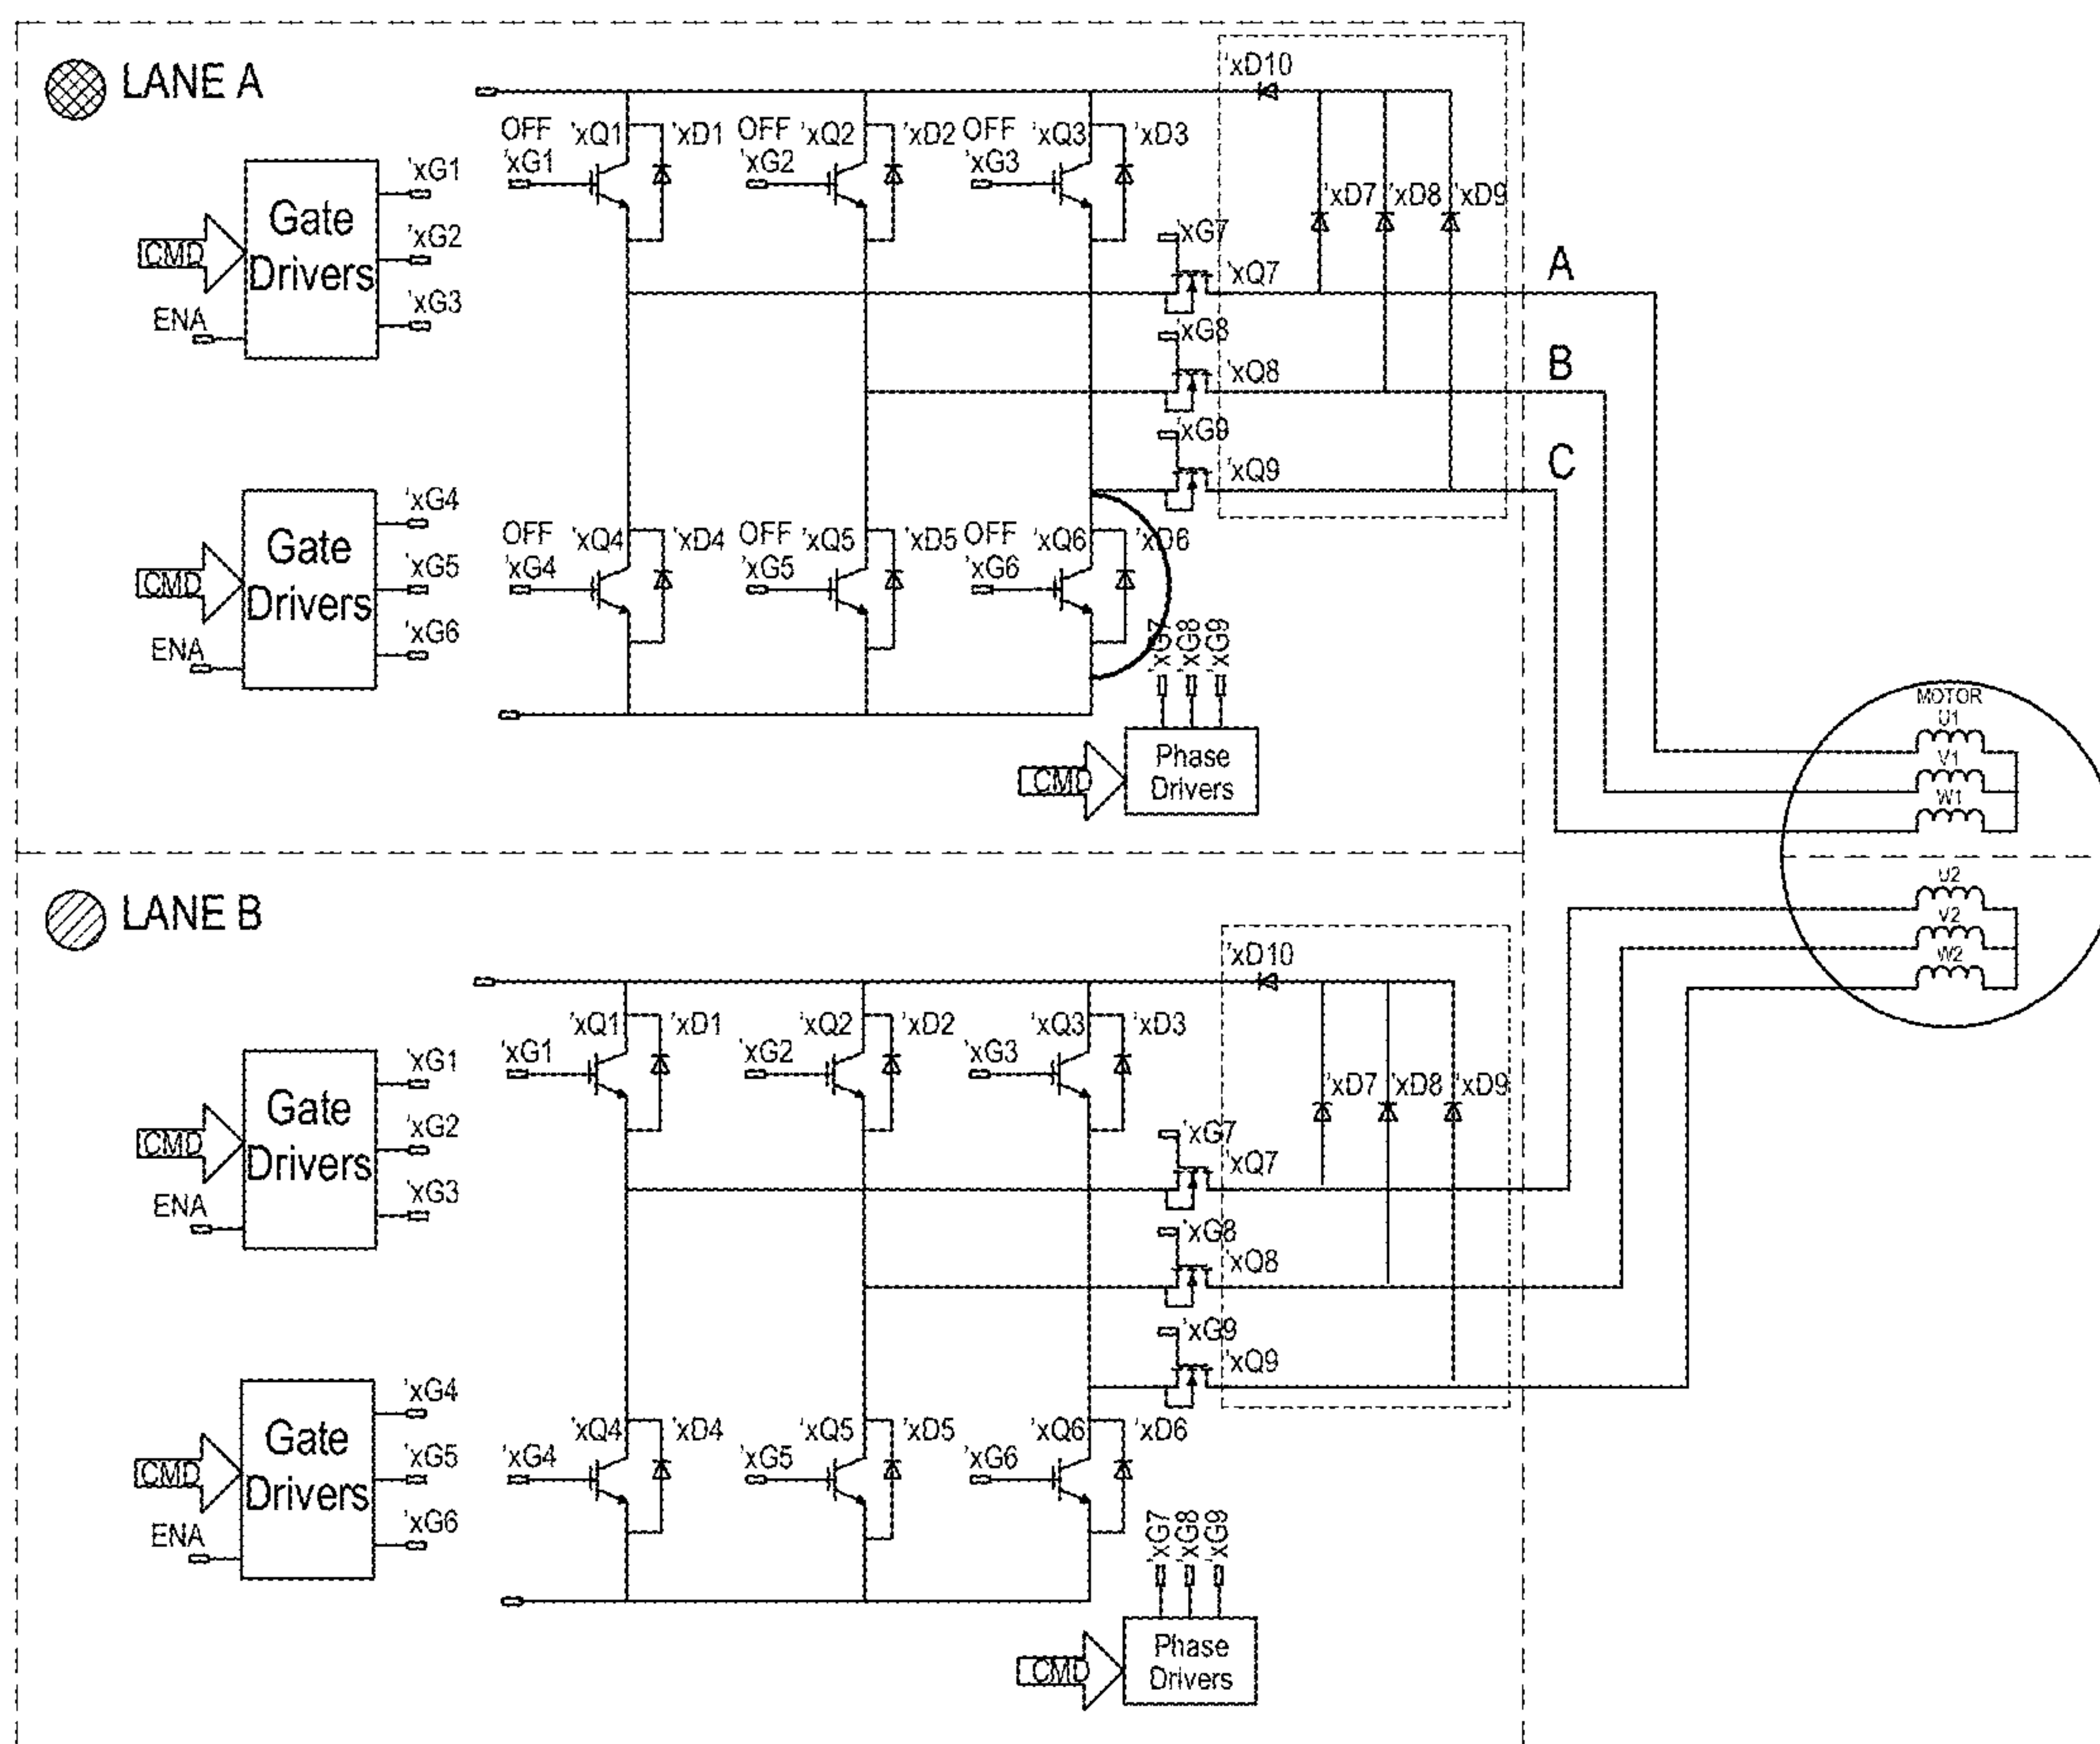 LANE A
'xD10
OFF 'xQ1 'xD1 OFF 'xQ2 'xD2 OFF 'xQ3 'xD3
'xG1 'xG2 'xG3
'xG1
Gate
Drivers
CMD
'xG2
'xG3
ENA
'xD7 'xD8 'xD9
'xG7
'xQ7
A
'xG8
'xQ8
B
'xG9
'xQ9
C
'xG4
Gate
Drivers
CMD
'xG5
'xG6
ENA
OFF 'xQ4 'xD4 OFF 'xQ5 'xD5 OFF 'xQ6 'xD6
'xG4 'xG5 'xG6
'xG7 'xG8 'xG9
CMD
Phase
Drivers
MOTOR
U1
V1
W1
U2
V2
W2
LANE B
'xD10
'xQ1 'xD1 'xQ2 'xD2 'xQ3 'xD3
'xG1 'xG2 'xG3
'xG1
Gate
Drivers
CMD
'xG2
'xG3
ENA
'xD7 'xD8 'xD9
'xG7
'xQ7
'xG8
'xQ8
'xG9
'xQ9
'xG4
Gate
Drivers
CMD
'xG5
'xG6
ENA
'xQ4 'xD4 'xQ5 'xD5 'xQ6 'xD6
'xG4 'xG5 'xG6
'xG7 'xG8 'xG9
CMD
Phase
Drivers